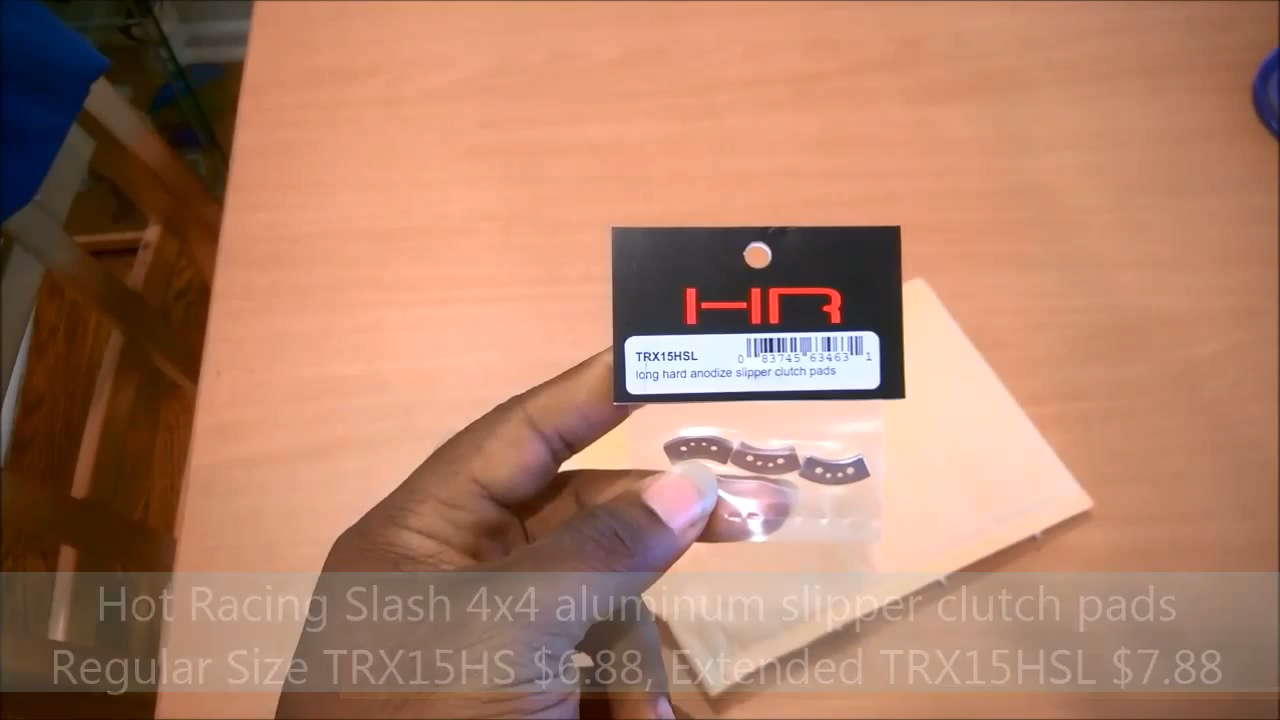 HR
TRX15HSL
0 83745 63463 1
long hard anodize slipper clutch pads
Hot Racing Slash 4x4 aluminum slipper clutch pads
Regular Size TRX15HS $6.88, Extended TRX15HSL $7.88